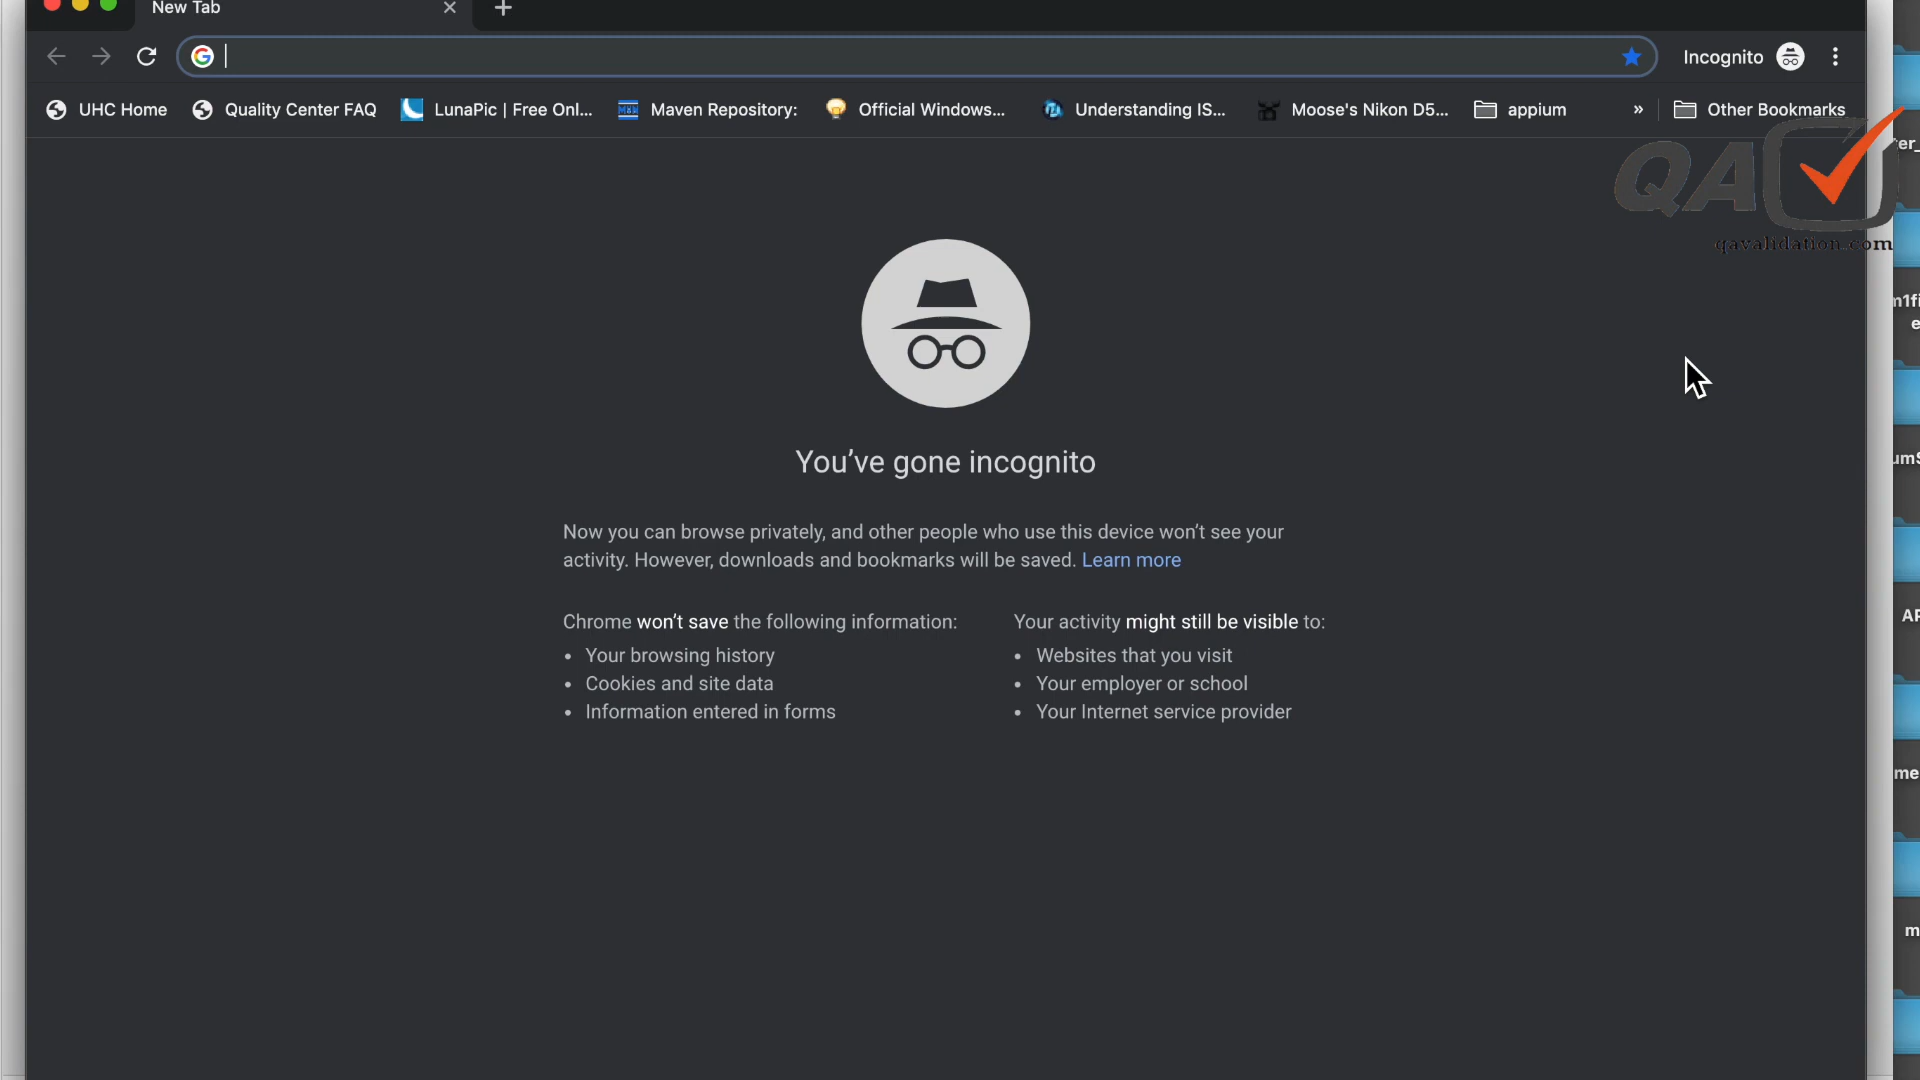 New Tab
Incognito
UHC Home
Quality Center FAQ
LunaPic | Free Onl...
Maven Repository:
Official Windows...
Understanding IS...
Moose's Nikon D5...
appium
»
Other Bookmarks
QA
qavalidation.com
You've gone incognito
Now you can browse privately, and other people who use this device won't see your
activity. However, downloads and bookmarks will be saved. Learn more
Chrome won't save the following information:
• Your browsing history
• Cookies and site data
• Information entered in forms
Your activity might still be visible to:
• Websites that you visit
• Your employer or school
• Your Internet service provider